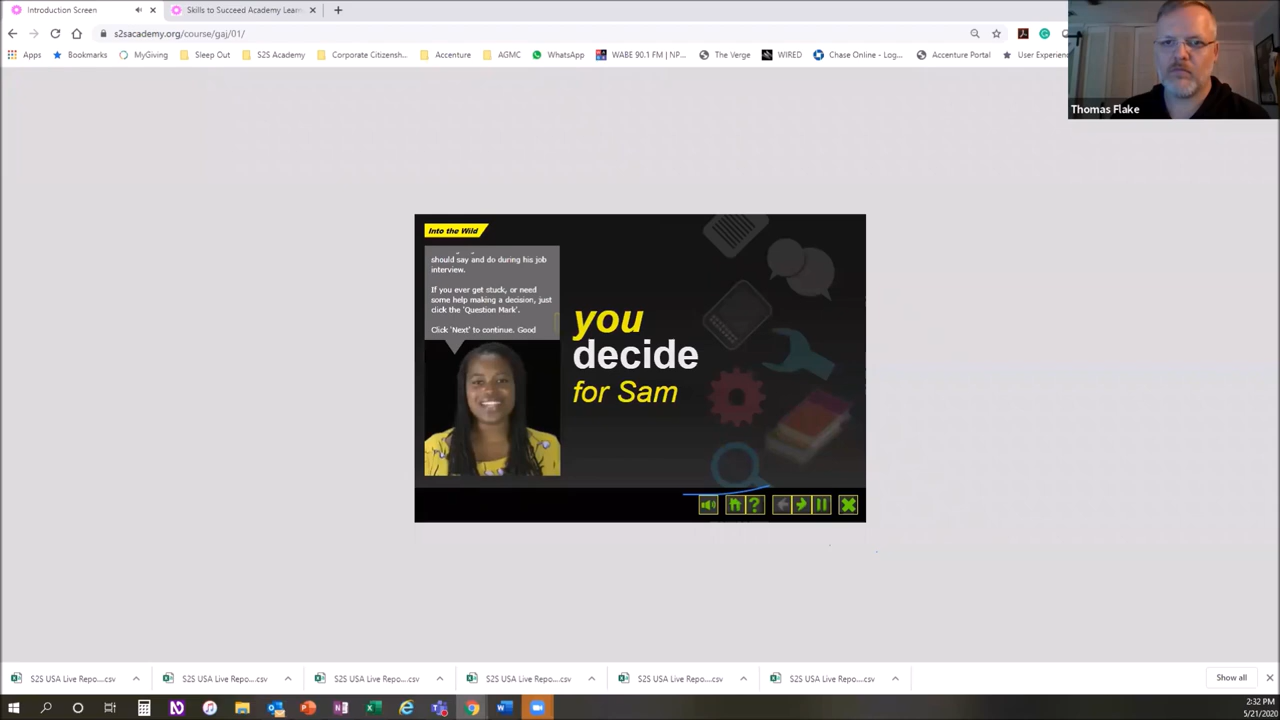 Introduction Screen
Skills to Succeed Academy Learn
s2sacademy.org/course/gaj/01/
Apps
Bookmarks
MyGiving
Sleep Out
S2S Academy
Corporate Citizensh...
Accenture
AGMC
WhatsApp
WABE 90.1 FM | NP...
The Verge
WIRED
Chase Online - Log...
Accenture Portal
User Experien
Thomas Flake
Into the Wild
should say and do during his job
interview.
If you ever get stuck, or need
some help making a decision, just
click the 'Question Mark'.
Click 'Next' to continue. Good
you
decide
for Sam
S2S USA Live Repo....csv
S2S USA Live Repo....csv
S2S USA Live Repo....csv
S2S USA Live Repo....csv
S2S USA Live Repo....csv
S2S USA Live Repo....csv
Show all
2:32 PM
5/21/2020